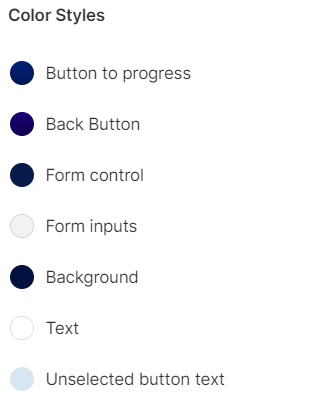 Color Styles
Button to progress
Back Button
Form control
Form inputs
Background
Text
Unselected button text